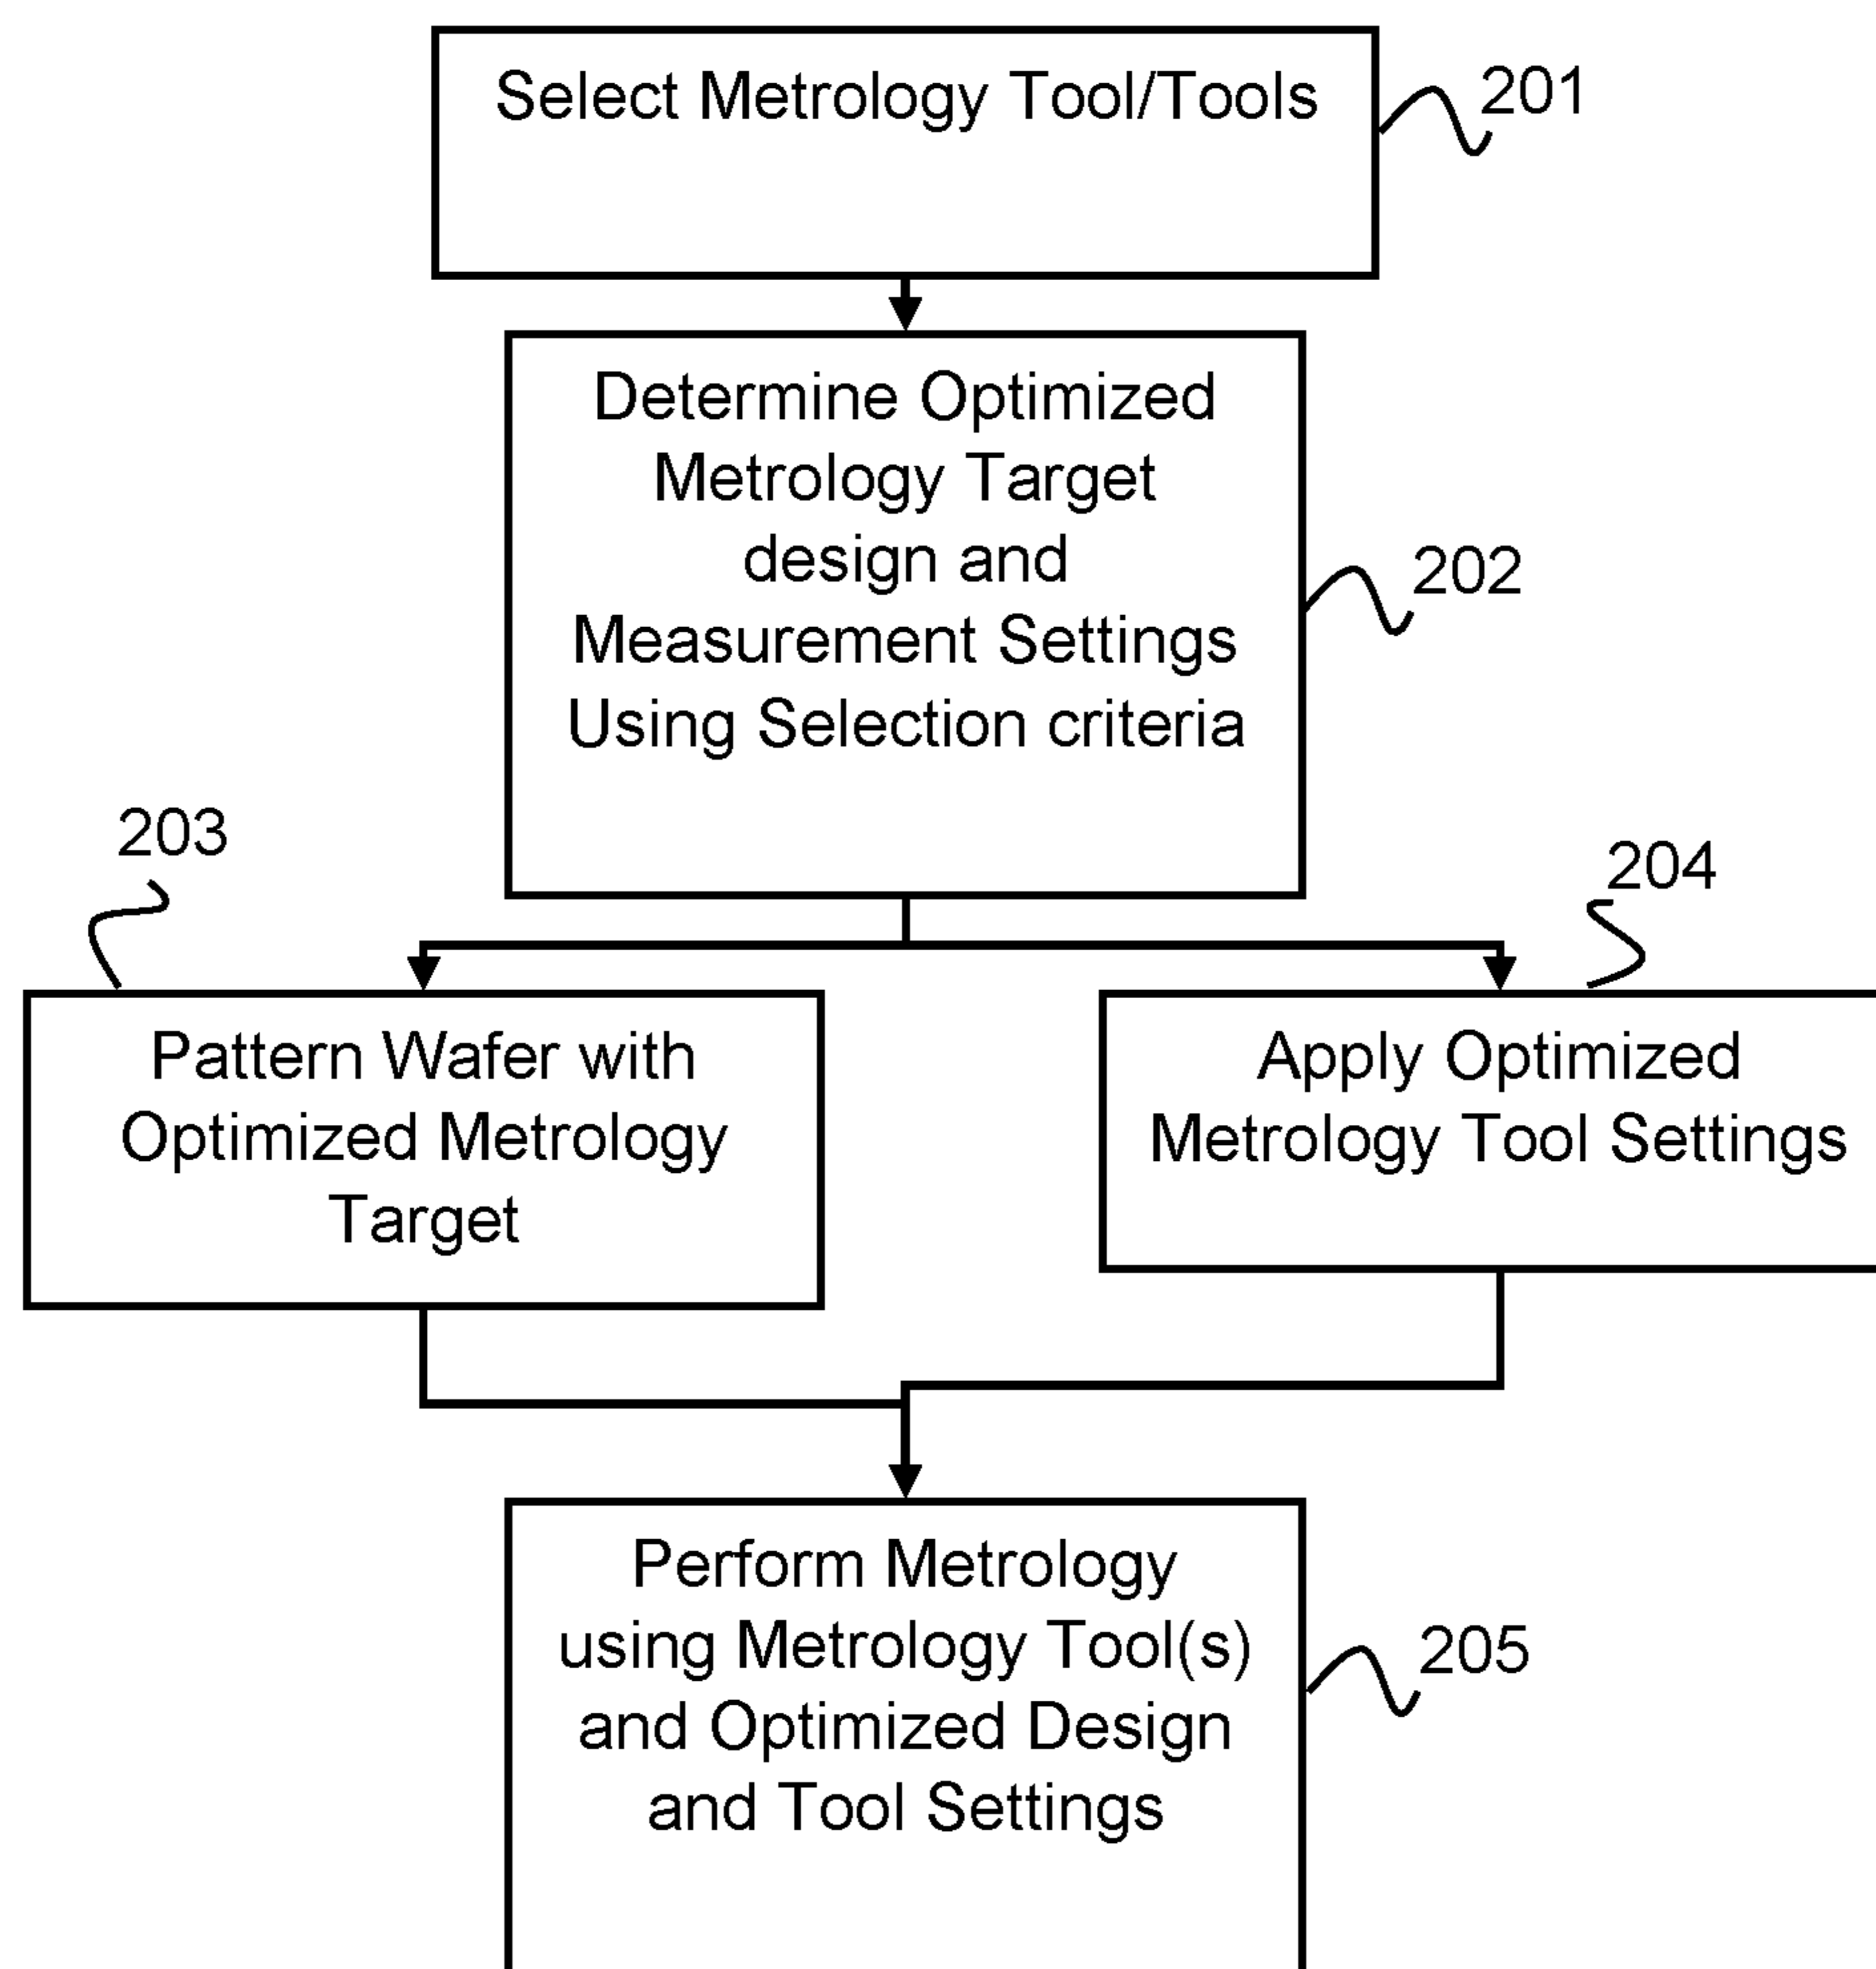 Select Metrology Tool/Tools
201
Determine Optimized
Metrology Target
design and
Measurement Settings
Using Selection criteria
202
203
204
Pattern Wafer with
Optimized Metrology
Target
Apply Optimized
Metrology Tool Settings
Perform Metrology
using Metrology Tool(s)
and Optimized Design
and Tool Settings
205